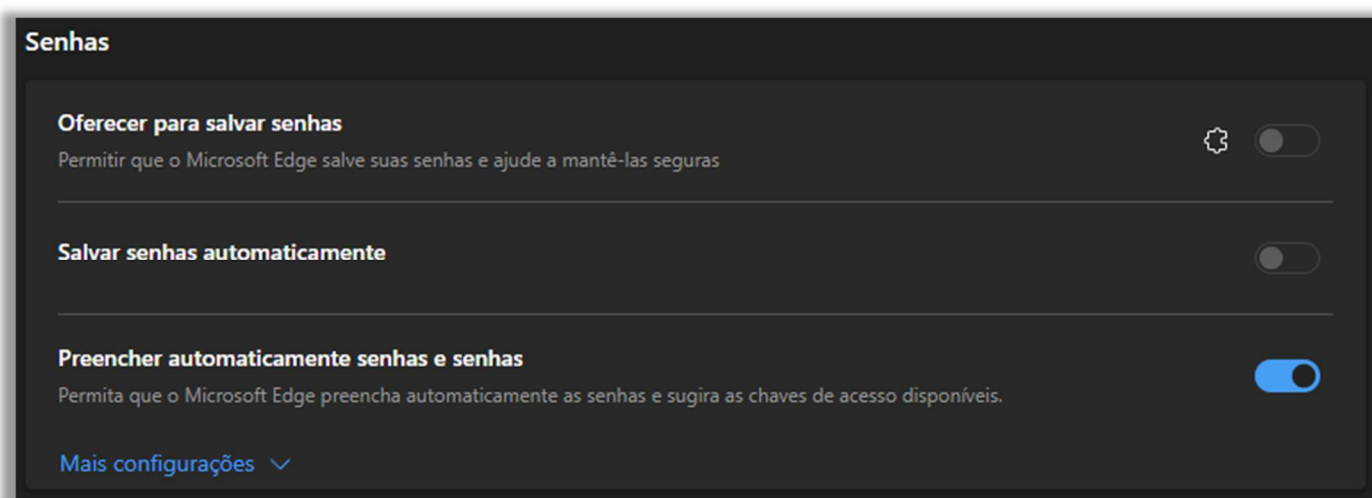 Senhas
Oferecer para salvar senhas
Permitir que o Microsoft Edge salve suas senhas e ajude a mantê-las seguras
Salvar senhas automaticamente
Preencher automaticamente senhas e senhas
Permita que o Microsoft Edge preencha automaticamente as senhas e sugira as chaves de acesso disponíveis.
Mais configurações